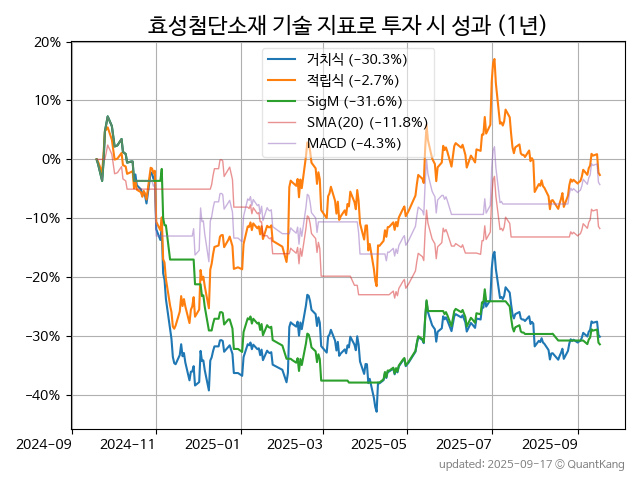 효성첨단소재 기술 지표로 투자 시 성과 (1년)
거치식 (−30.3%)
적립식 (−2.7%)
SigM (−31.6%)
SMA(20) (−11.8%)
MACD (−4.3%)
20%
10%
0%
−10%
−20%
−30%
−40%
2024-09 2024-11 2025-01 2025-03 2025-05 2025-07 2025-09
updated: 2025-09-17 © QuantKang